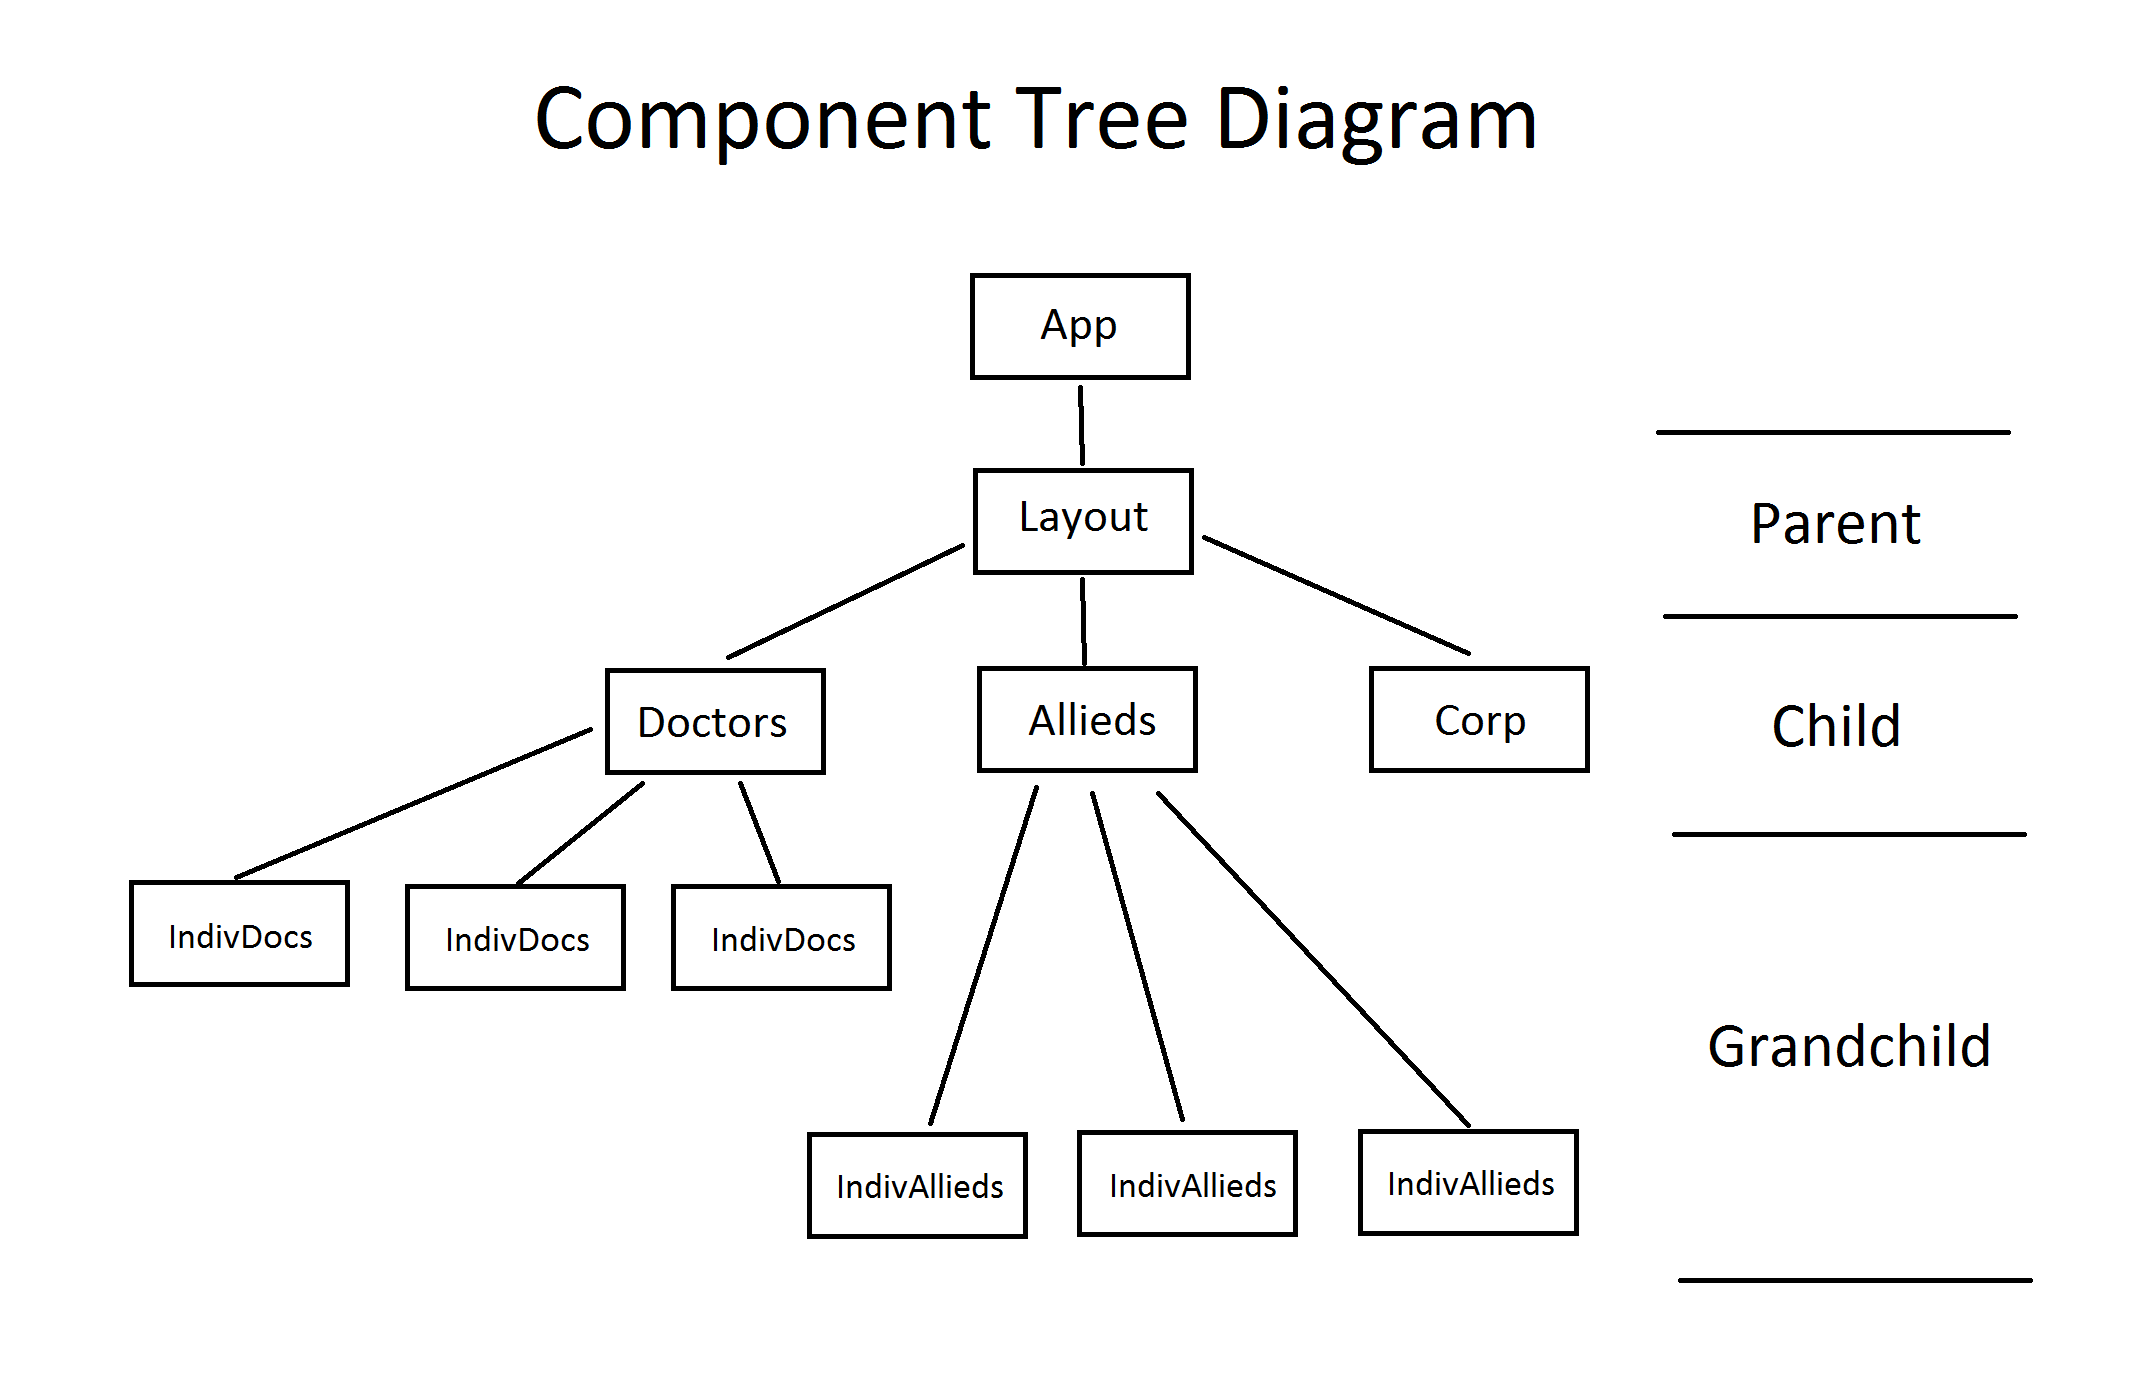 Component Tree Diagram
App
Layout
Parent
Doctors
Allieds
Corp
Child
IndivDocs
IndivDocs
IndivDocs
Grandchild
IndivAllieds
IndivAllieds
IndivAllieds